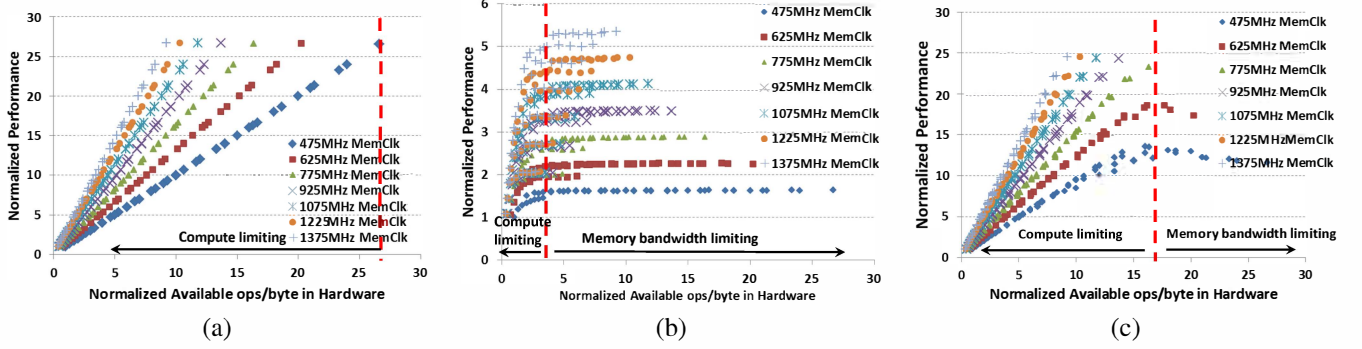 Normalized Performance
30
25
20
15
10
5
0
475MHz MemClk
625MHz MemClk
775MHz MemClk
925MHz MemClk
1075MHz MemClk
1225MHz MemClk
1375MHz MemClk
Compute limiting
0 5 10 15 20 25 30
Normalized Available ops/byte in Hardware
(a)
Normalized Performance
6
5
4
3
2
1
0
475MHz MemClk
625MHz MemClk
775MHz MemClk
925MHz MemClk
1075MHz MemClk
1225MHz MemClk
1375MHz MemClk
Compute
limiting
Memory bandwidth limiting
0 5 10 15 20 25 30
Normalized Available ops/byte in Hardware
(b)
Normalized Performance
30
25
20
15
10
5
0
475MHz MemClk
625MHz MemClk
775MHz MemClk
925MHz MemClk
1075MHz MemClk
1225MHzMemClk
1375MHz MemClk
Compute limiting
Memory bandwidth limiting
0 5 10 15 20 25 30
Normalized Available ops/byte in Hardware
(c)